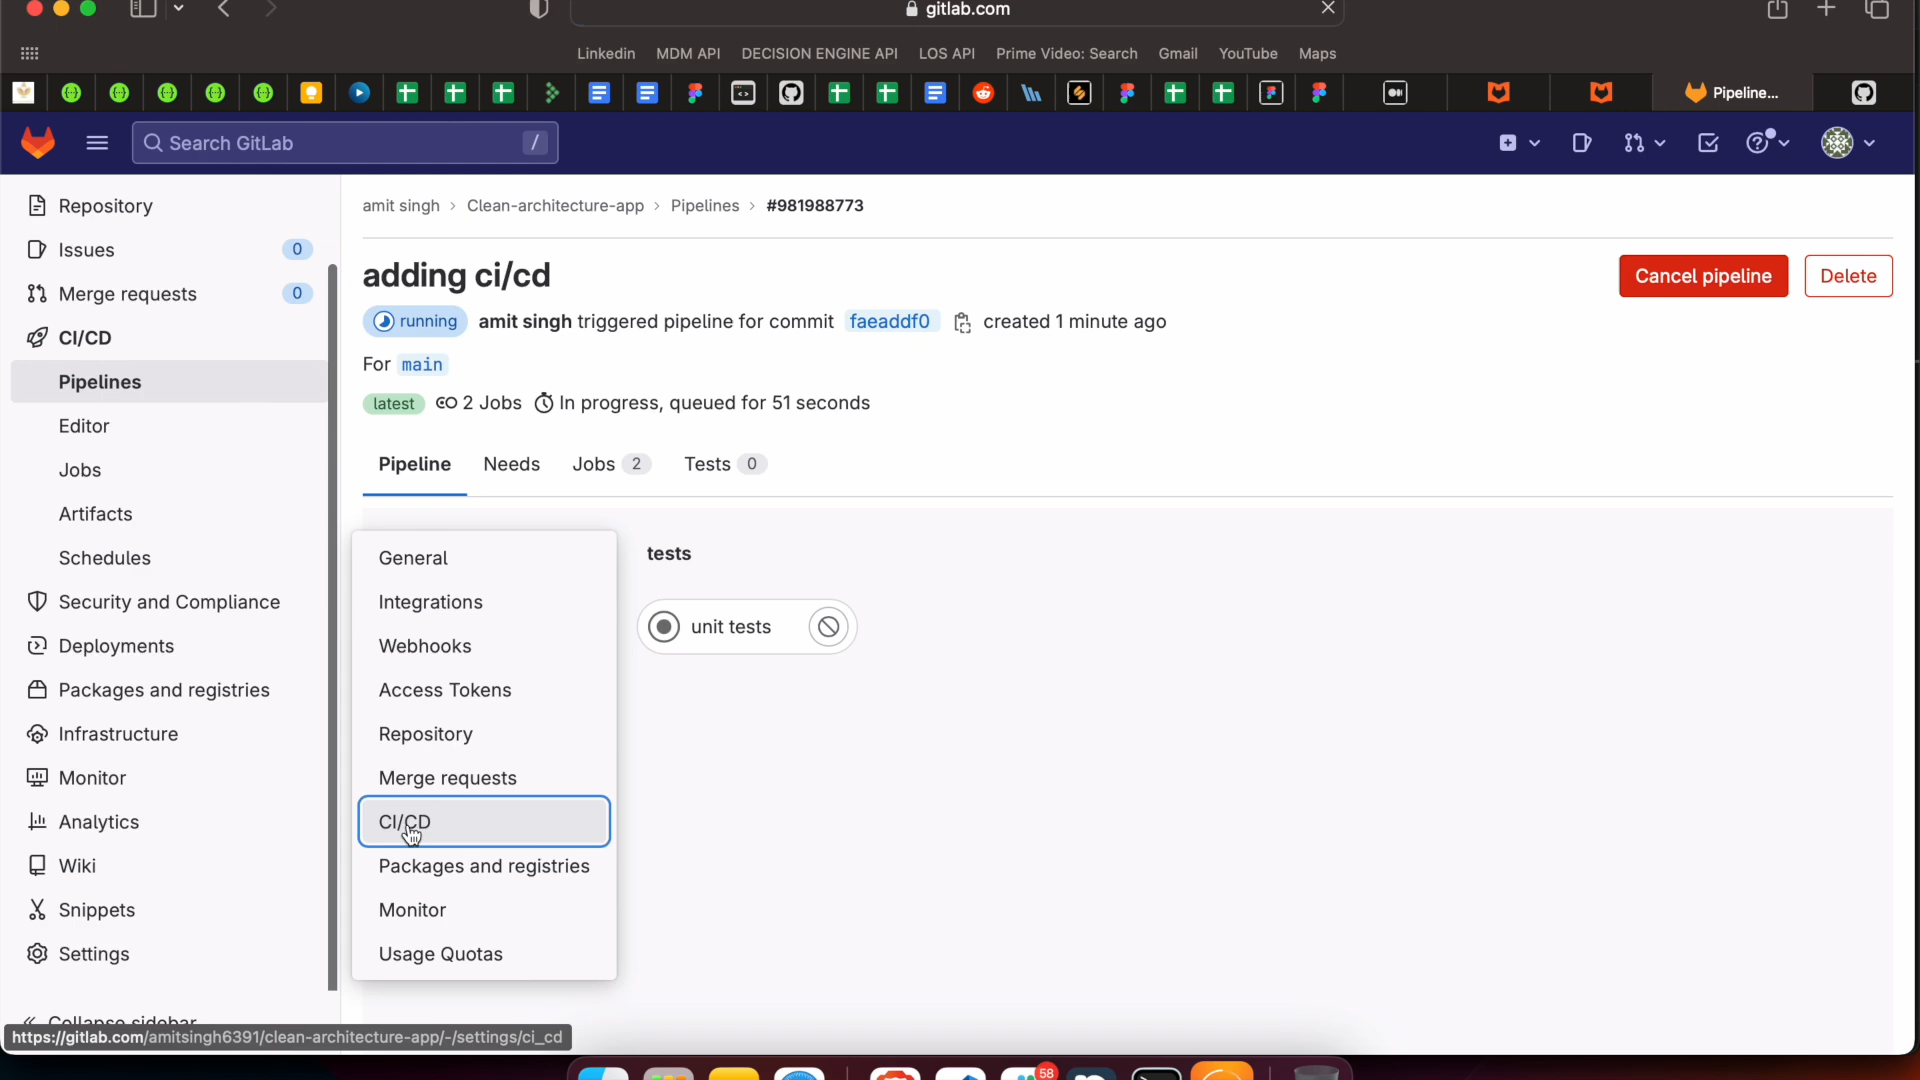 gitlab.com
Linkedin MDM API DECISION ENGINE API LOS API Prime Video: Search Gmail YouTube Maps
Pipeline...
Search GitLab /
Repository
Issues 0
Merge requests 0
CI/CD
Pipelines
Editor
Jobs
Artifacts
Schedules
Security and Compliance
Deployments
Packages and registries
Infrastructure
Monitor
Analytics
Wiki
Snippets
Settings
Collapse sidebar
https://gitlab.com/amitsingh6391/clean-architecture-app/-/settings/ci_cd
amit singh > Clean-architecture-app > Pipelines > #981988773
adding ci/cd
Cancel pipeline Delete
running amit singh triggered pipeline for commit faeaddf0 created 1 minute ago
For main
latest 2 Jobs In progress, queued for 51 seconds
Pipeline Needs Jobs 2 Tests 0
General
Integrations
Webhooks
Access Tokens
Repository
Merge requests
CI/CD
Packages and registries
Monitor
Usage Quotas
tests
unit tests
58